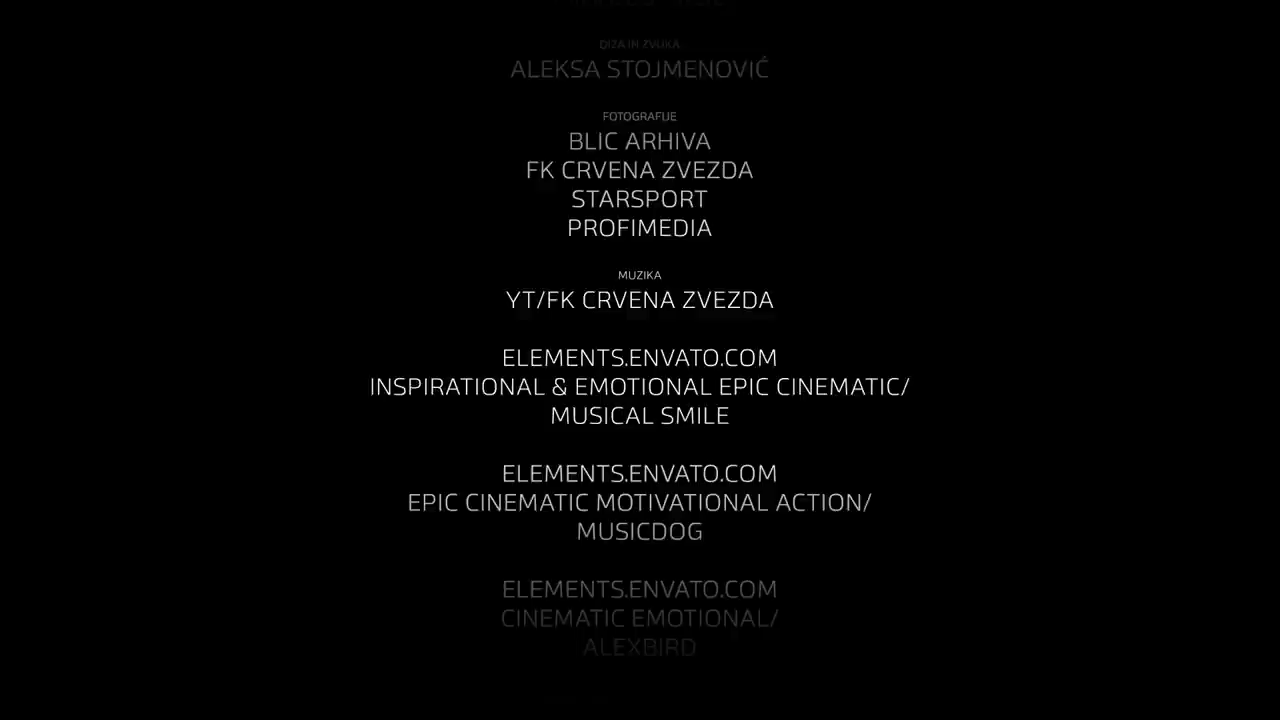 DIZAJN ZVUKA
ALEKSA STOJMENOVIĆ
FOTOGRAFIJE
BLIC ARHIVA
FK CRVENA ZVEZDA
STARSPORT
PROFIMEDIA
MUZIKA
YT/FK CRVENA ZVEZDA
ELEMENTS.ENVATO.COM
INSPIRATIONAL & EMOTIONAL EPIC CINEMATIC/
MUSICAL SMILE
ELEMENTS.ENVATO.COM
EPIC CINEMATIC MOTIVATIONAL ACTION/
MUSICDOG
ELEMENTS.ENVATO.COM
CINEMATIC EMOTIONAL/
ALEXBIRD